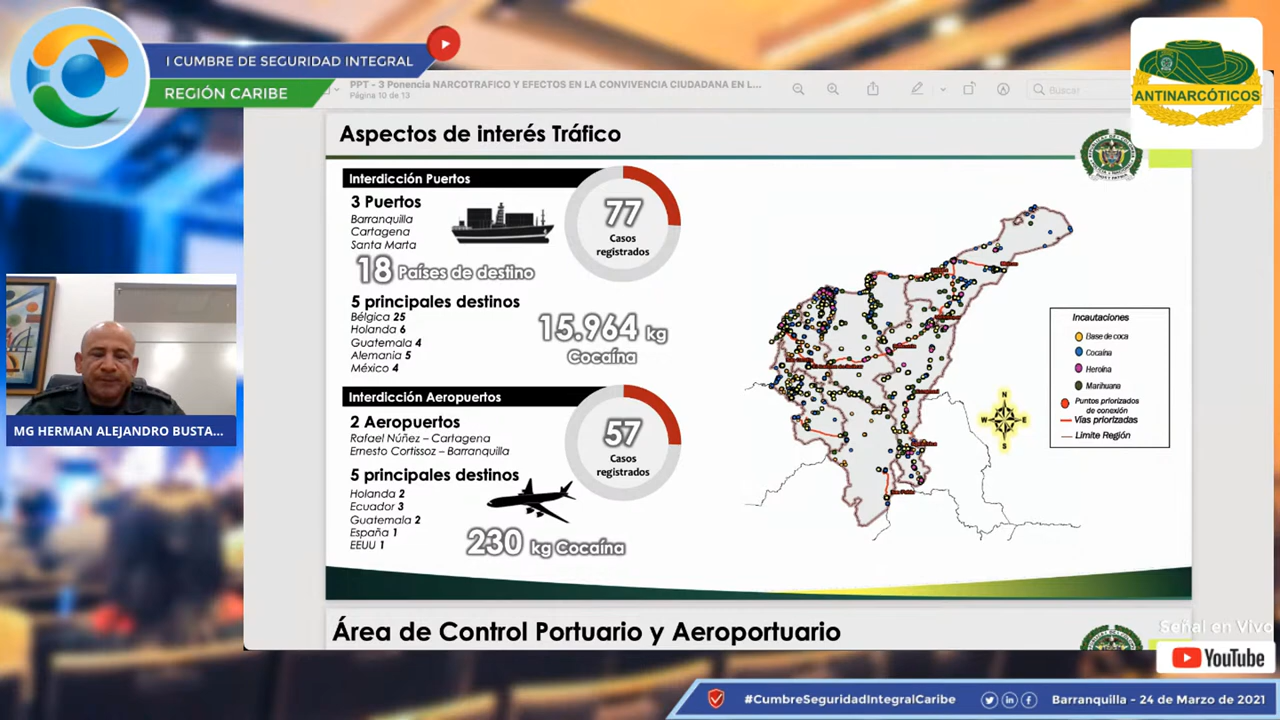 I CUMBRE DE SEGURIDAD INTEGRAL
REGIÓN CARIBE
PPT - 3 Ponencia NARCOTRAFICO Y EFECTOS EN LA CONVIVENCIA CIUDADANA EN L...
Página 10 de 13
Buscar
ANTINARCÓTICOS
Aspectos de interés Tráfico
Interdicción Puertos
3 Puertos
Barranquilla
Cartagena
Santa Marta
77
Casos
registrados
18 Países de destino
5 principales destinos
Bélgica 25
Holanda 6
Guatemala 4
Alemania 5
México 4
15.964 kg
Cocaína
Interdicción Aeropuertos
2 Aeropuertos
Rafael Núñez – Cartagena
Ernesto Cortissoz – Barranquilla
57
Casos
registrados
5 principales destinos
Holanda 2
Ecuador 3
Guatemala 2
España 1
EEUU 1
230 kg Cocaína
Incautaciones
Base de coca
Cocaína
Heroína
Marihuana
Puntos priorizados
de conexión
Vías priorizadas
Limite Región
N
W
E
S
MG HERMAN ALEJANDRO BUSTA...
Área de Control Portuario y Aeroportuario
Señal en Vivo
YouTube
#CumbreSeguridadIntegralCaribe
Barranquilla - 24 de Marzo de 2021